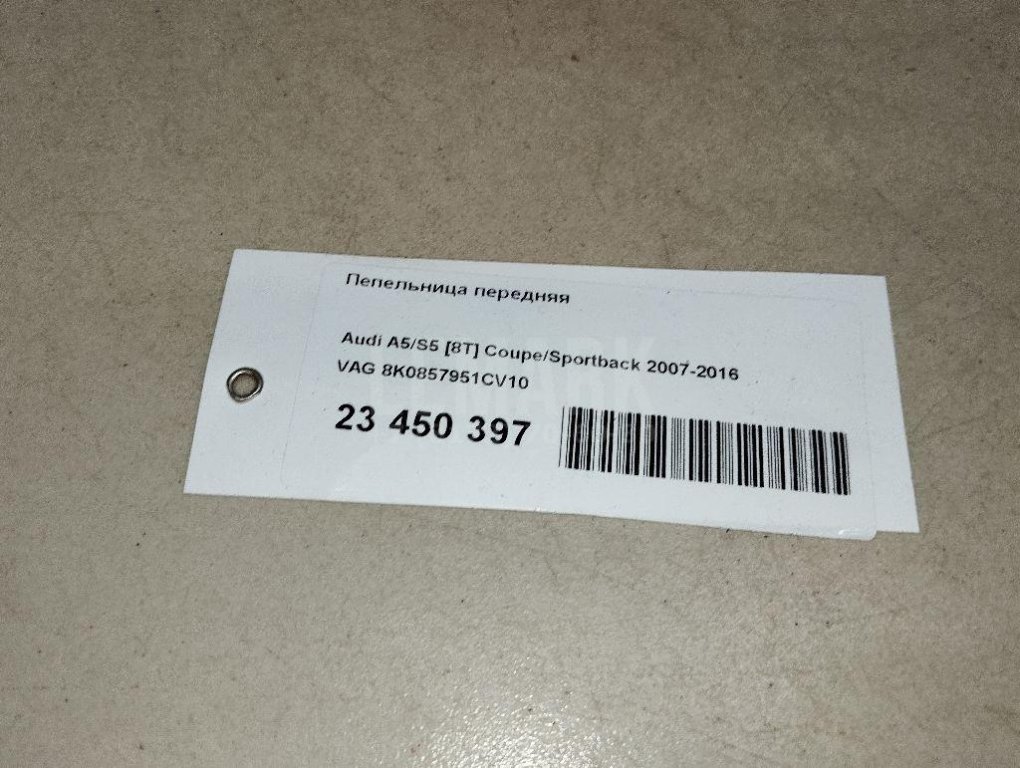 Пепельница передняя
Audi A5/S5 [8T] Coupe/Sportback 2007-2016
VAG 8K0857951CV10
23 450 397